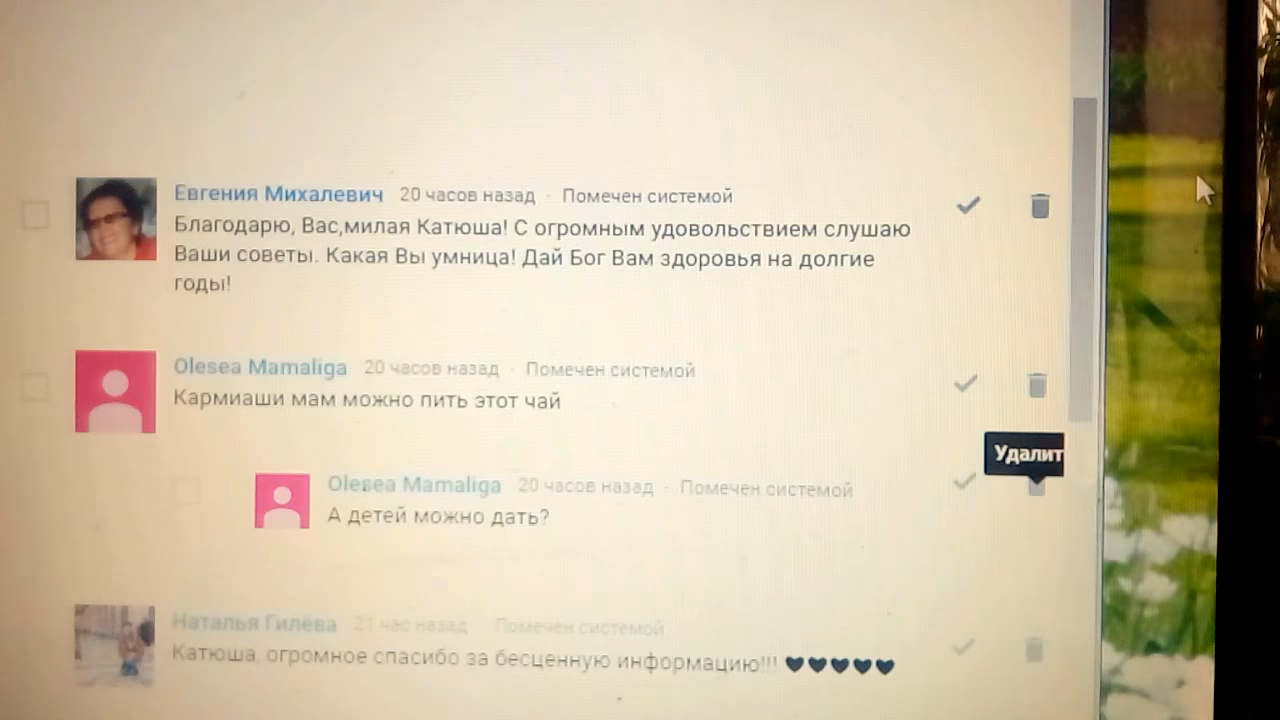 Евгения Михалевич 20 часов назад · Помечен системой
Благодарю, Вас,милая Катюша! С огромным удовольствием слушаю
Ваши советы. Какая Вы умница! Дай Бог Вам здоровья на долгие
годы!
Olesea Mamaliga 20 часов назад · Помечен системой
Кармиаши мам можно пить этот чай
Удалит
Olesea Mamaliga 20 часов назад · Помечен системой
А детей можно дать?
Наталья Гилёва 21 час назад Помечен системой
Катюша, огромное спасибо за бесценную информацию!!! ♥♥♥♥♥